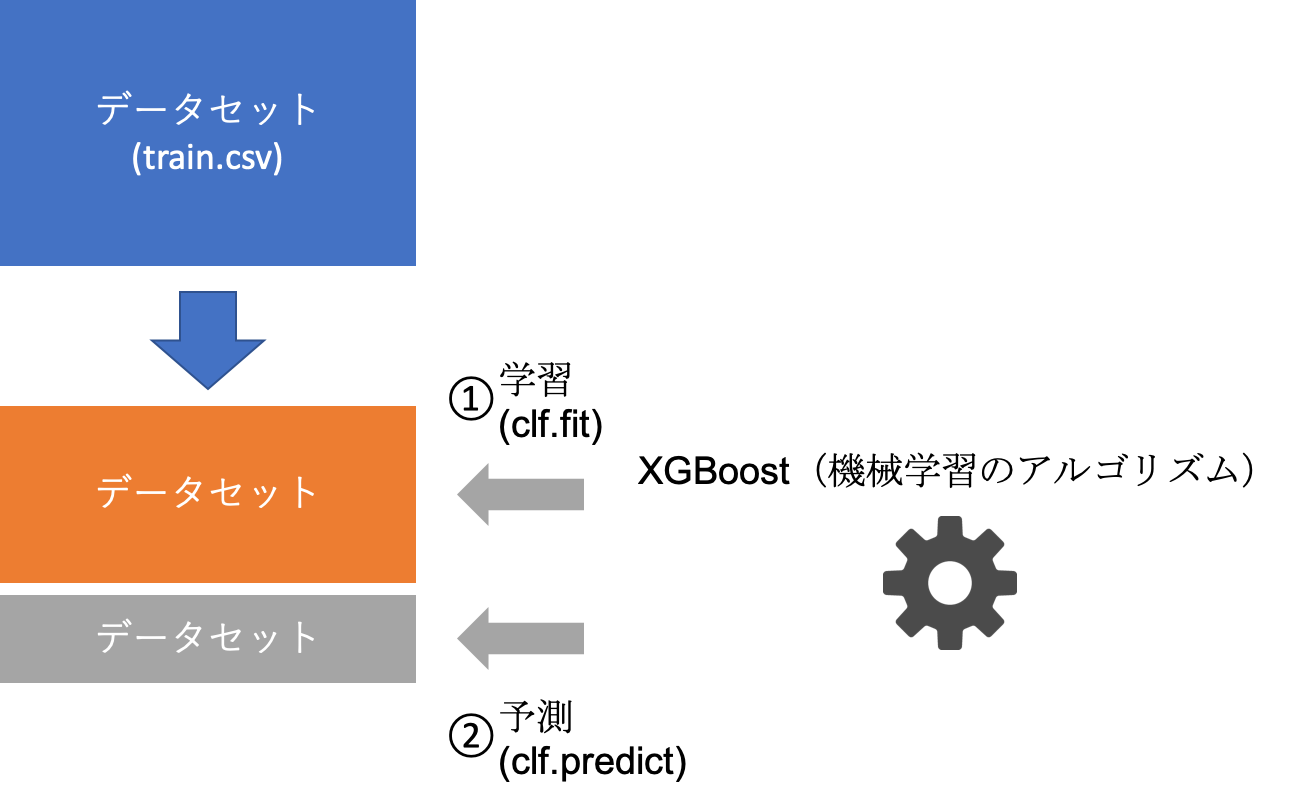 データセット
(train.csv)
① 学習
(clf.fit)
XGBoost（機械学習のアルゴリズム）
データセット
データセット
② 予測
(clf.predict)